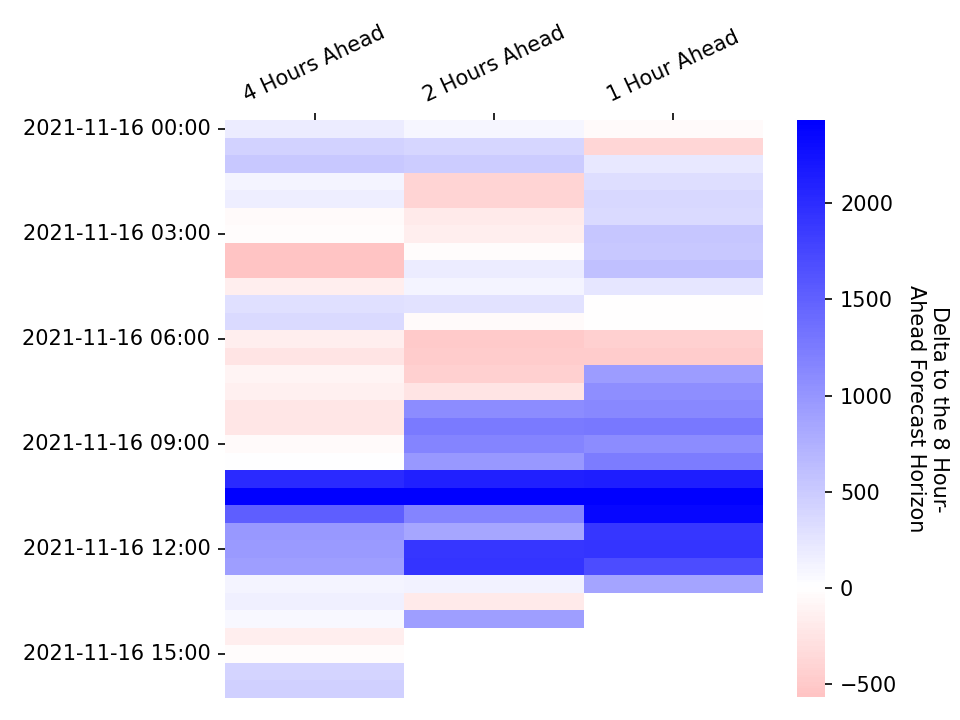 4 Hours Ahead
2 Hours Ahead
1 Hour Ahead
2021-11-16 00:00
2021-11-16 03:00
2021-11-16 06:00
2021-11-16 09:00
2021-11-16 12:00
2021-11-16 15:00
2000
1500
1000
500
0
−500
Delta to the 8 Hour-
Ahead Forecast Horizon